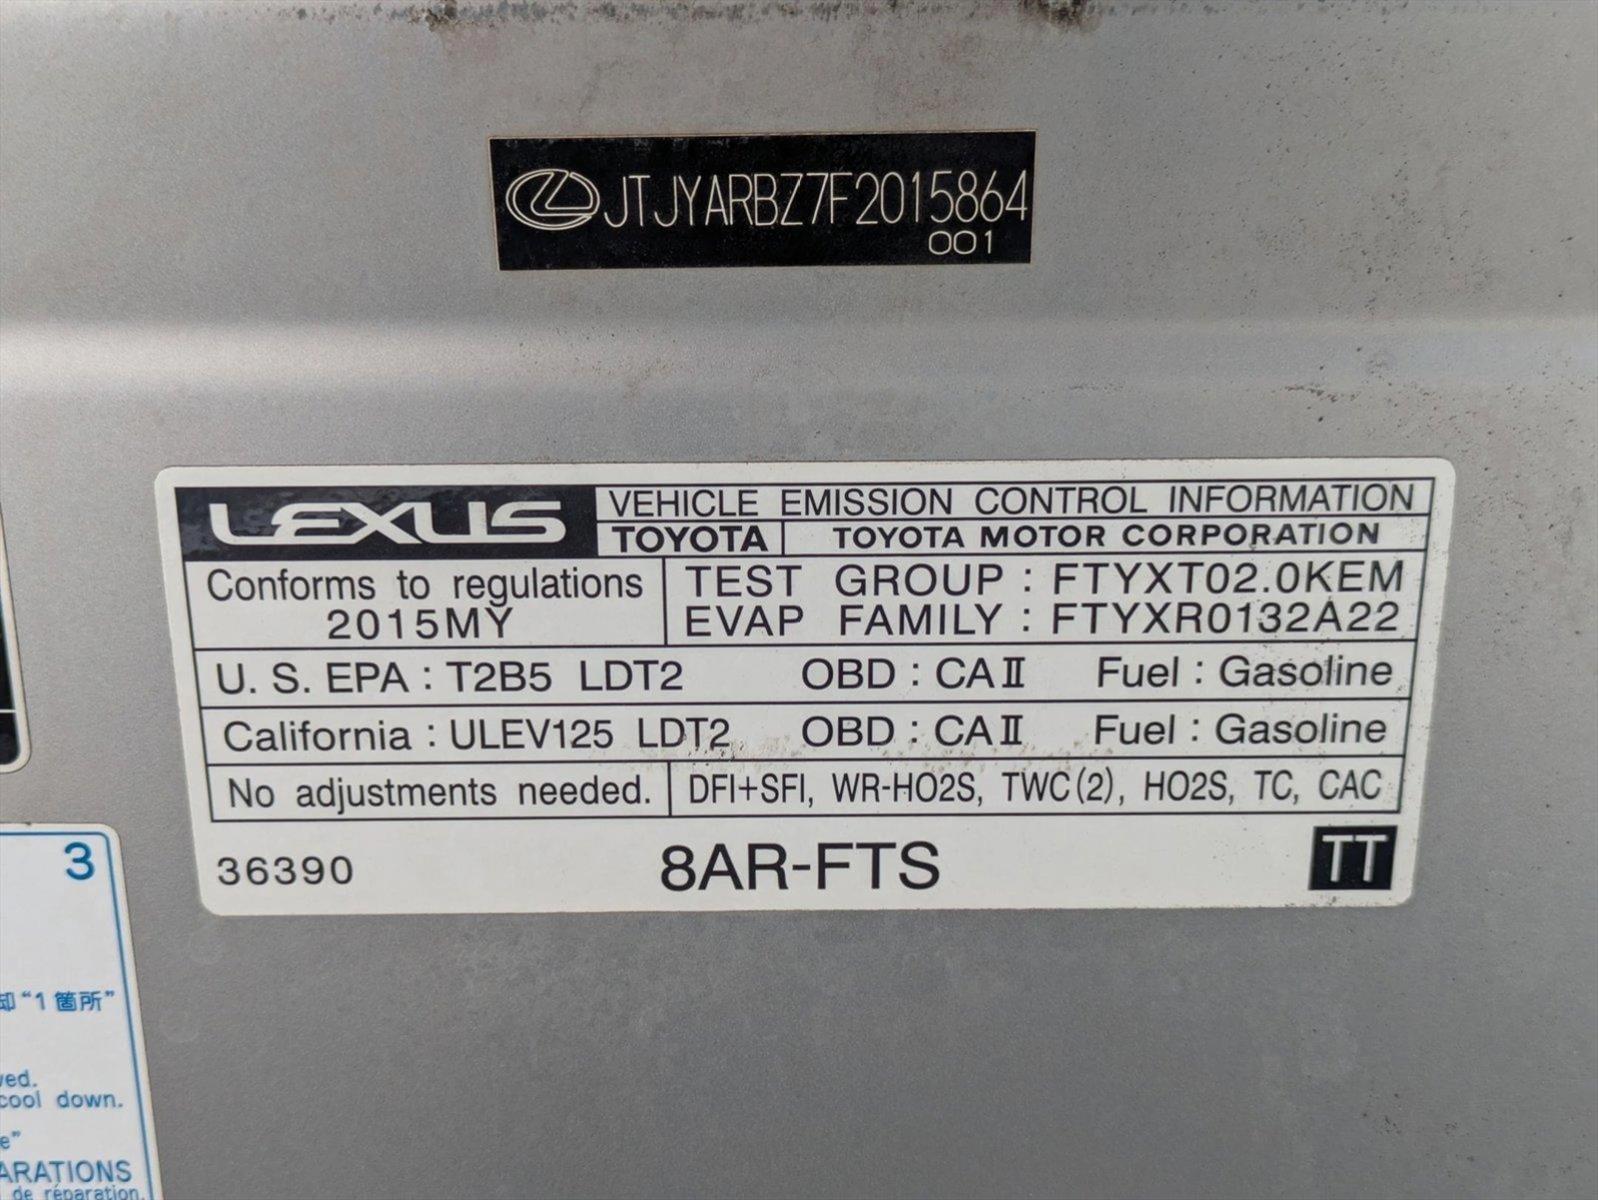 JTJYARBZ7F2015864
001
LEXUS
VEHICLE EMISSION CONTROL INFORMATION
TOYOTA TOYOTA MOTOR CORPORATION
Conforms to regulations
2015MY
TEST GROUP : FTYXT02.0KEM
EVAP FAMILY : FTYXR0132A22
U. S. EPA : T2B5 LDT2 OBD : CAⅡ Fuel : Gasoline
California : ULEV125 LDT2 OBD : CAⅡ Fuel : Gasoline
No adjustments needed. DFI+SFI, WR-HO2S, TWC(2), HO2S, TC, CAC
36390 8AR-FTS TT
3
却“1箇所”
cool down.
de réparation.